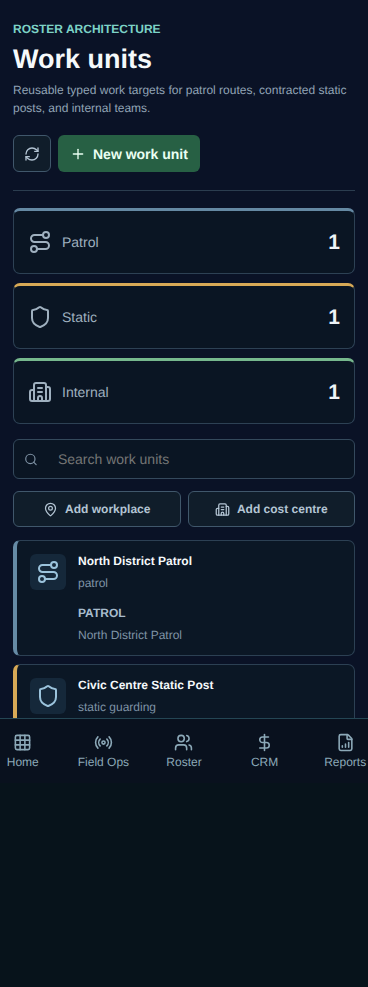 ROSTER ARCHITECTURE
Work units
Reusable typed work targets for patrol routes, contracted static
posts, and internal teams.
New work unit
Patrol 1
Static 1
Internal 1
Search work units
Add workplace Add cost centre
North District Patrol
patrol
PATROL
North District Patrol
Civic Centre Static Post
static guarding
Home Field Ops Roster CRM Reports